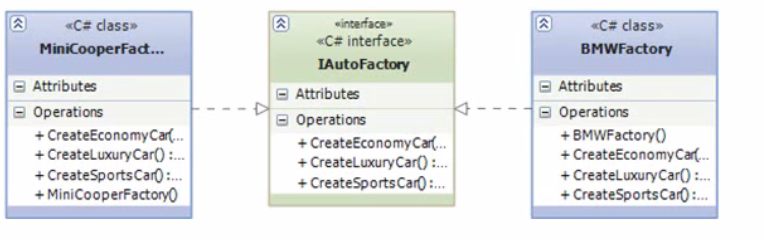 «C# class»
MiniCooperFact...
Attributes
Operations
+ CreateEconomyCar(...
+ CreateLuxuryCar() :...
+ CreateSportsCar() :...
+ MiniCooperFactory()
«interface»
«C# interface»
IAutoFactory
Attributes
Operations
+ CreateEconomyCar(...
+ CreateLuxuryCar() :...
+ CreateSportsCar() :...
«C# class»
BMWFactory
Attributes
Operations
+ BMWFactory()
+ CreateEconomyCar(...
+ CreateLuxuryCar() :...
+ CreateSportsCar() :...